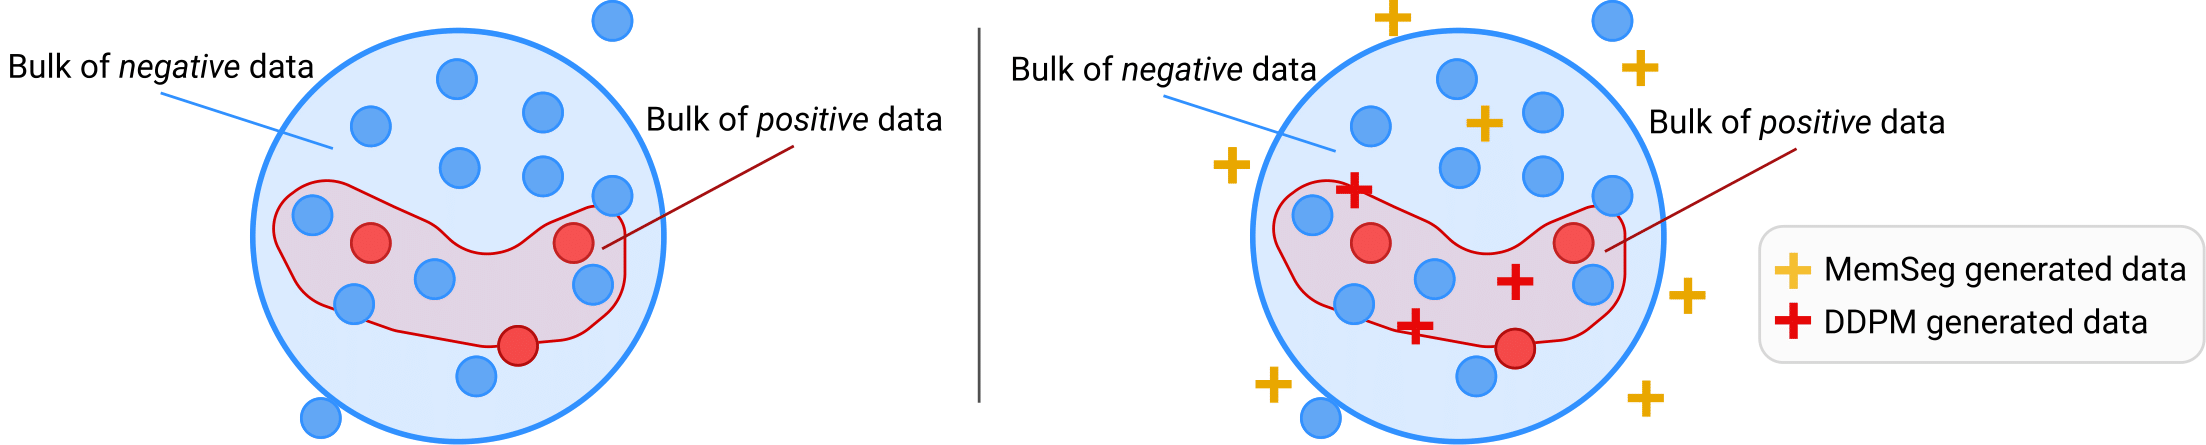 Bulk of negative data
Bulk of positive data
Bulk of negative data
Bulk of positive data
MemSeg generated data
DDPM generated data